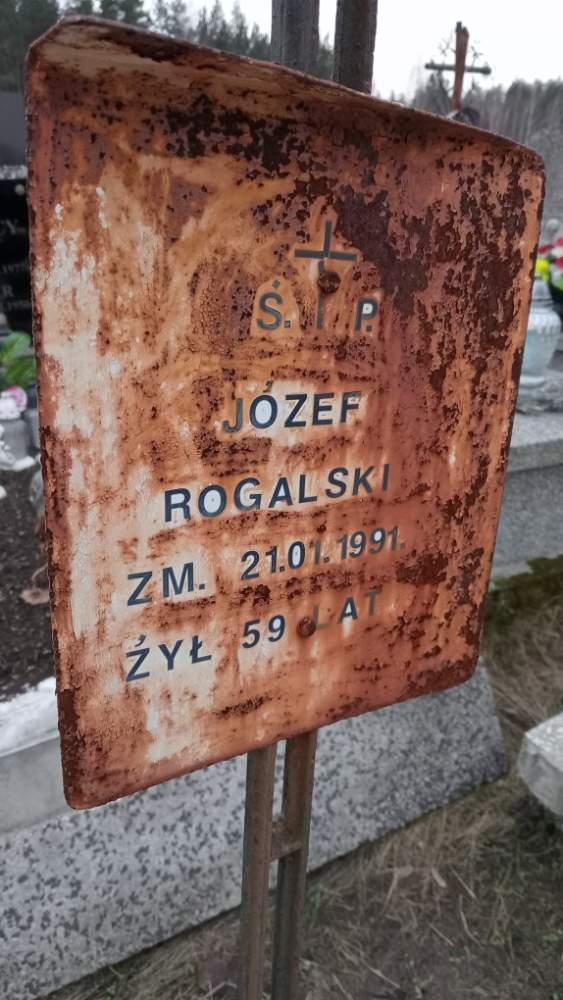 Ś. † P.
JÓZEF
ROGALSKI
ZM. 21.01.1991.
ŻYŁ 59 LAT